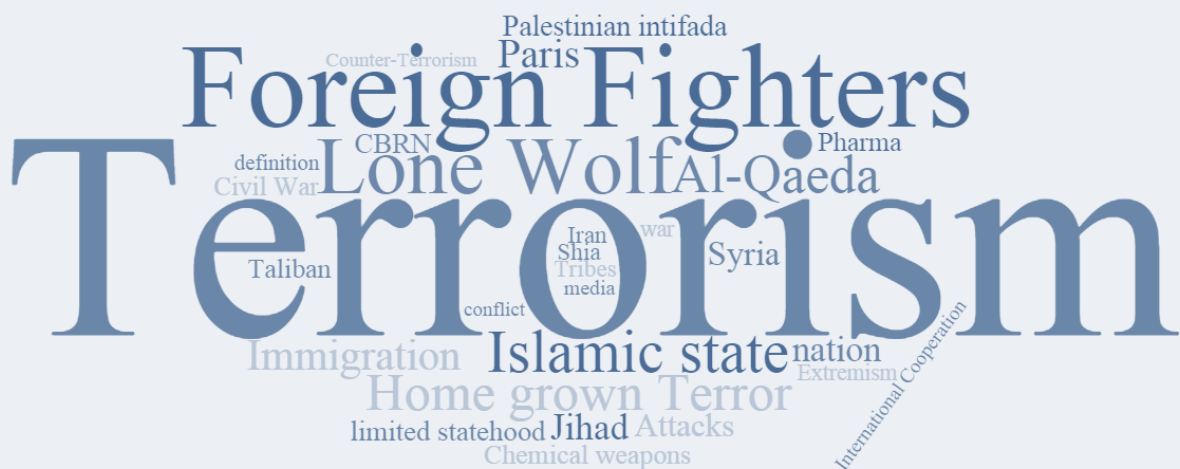 Palestinian intifada
Counter-Terrorism
Paris
Foreign Fighters
CBRN
Pharma
definition
Lone Wolf
Al-Qaeda
Civil War
Terrorism
Iran
war
Shia
Syria
Taliban
Tribes
media
conflict
International Cooperation
Immigration
Islamic state
nation
Extremism
Home grown Terror
limited statehood
Jihad
Attacks
Chemical weapons